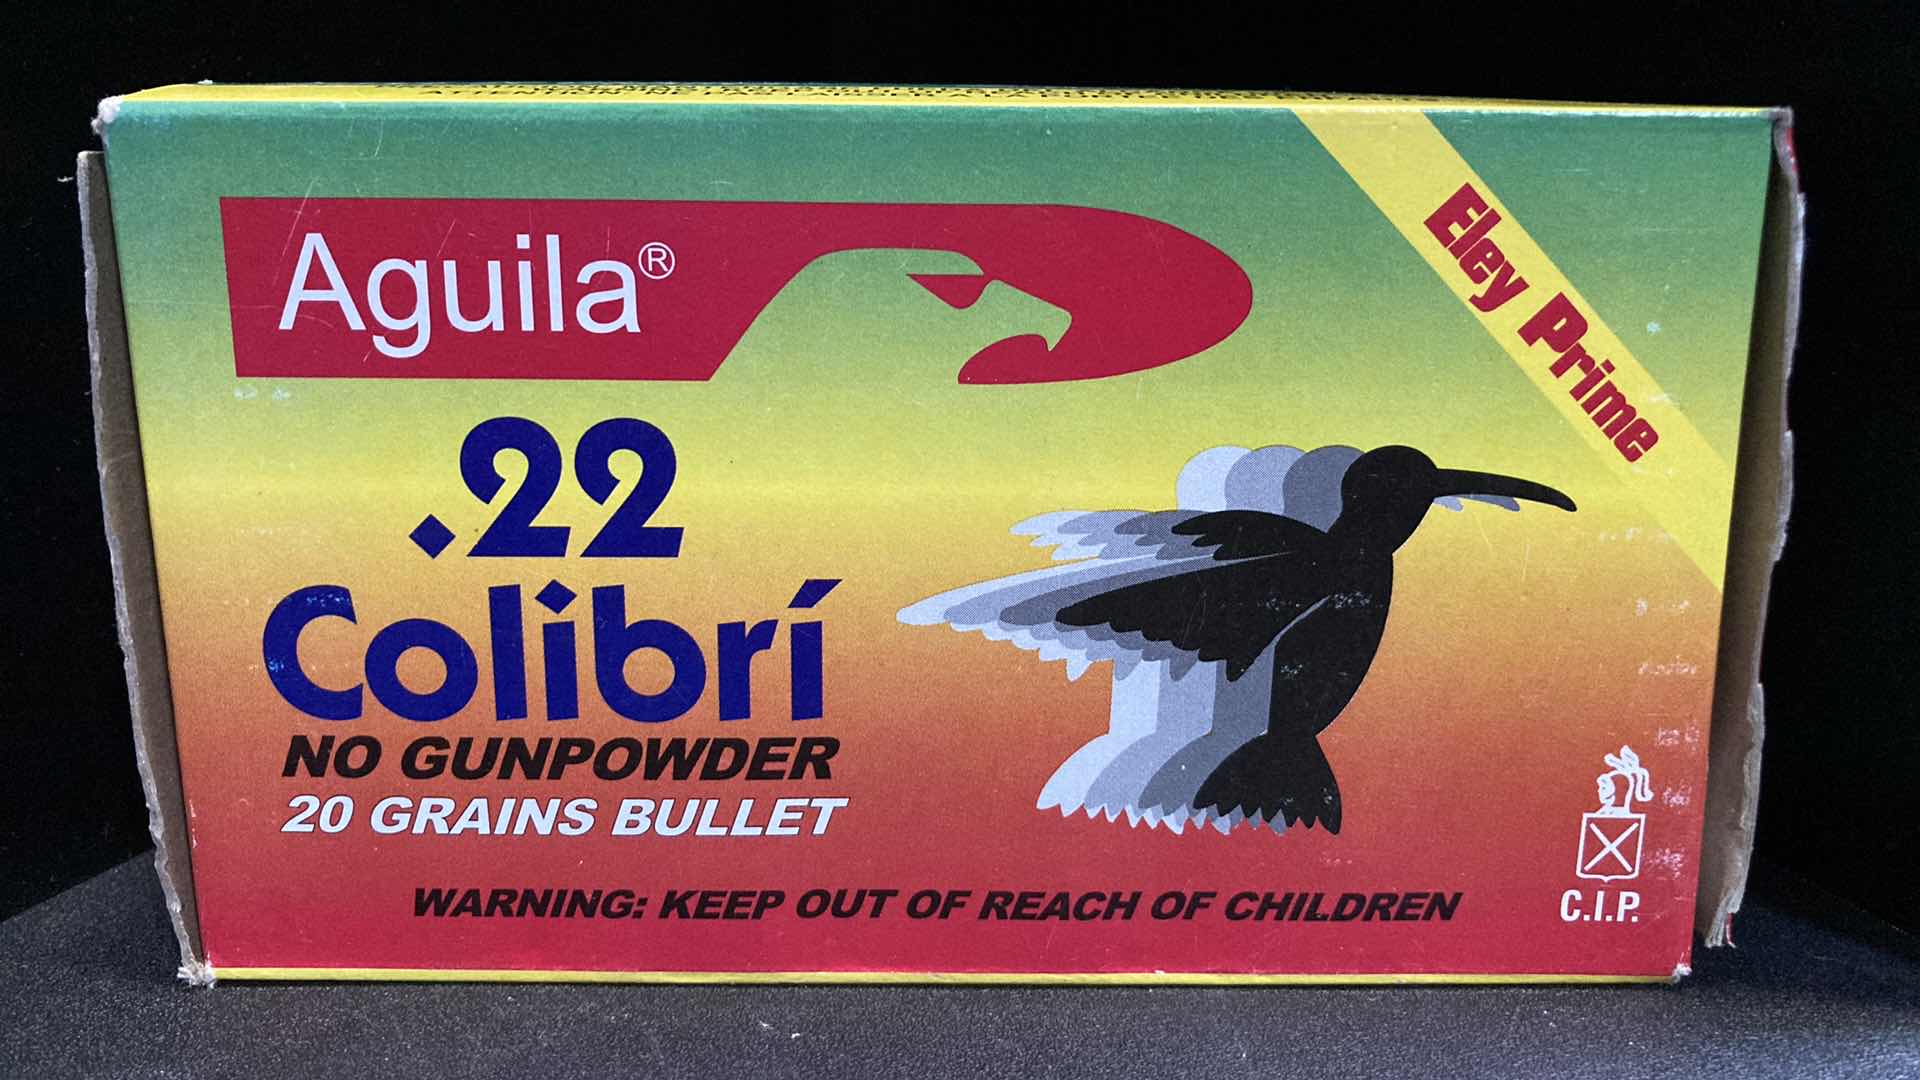 Aguila®
Eley Prime
.22
Colibrí
NO GUNPOWDER
20 GRAINS BULLET
WARNING: KEEP OUT OF REACH OF CHILDREN
C.I.P.